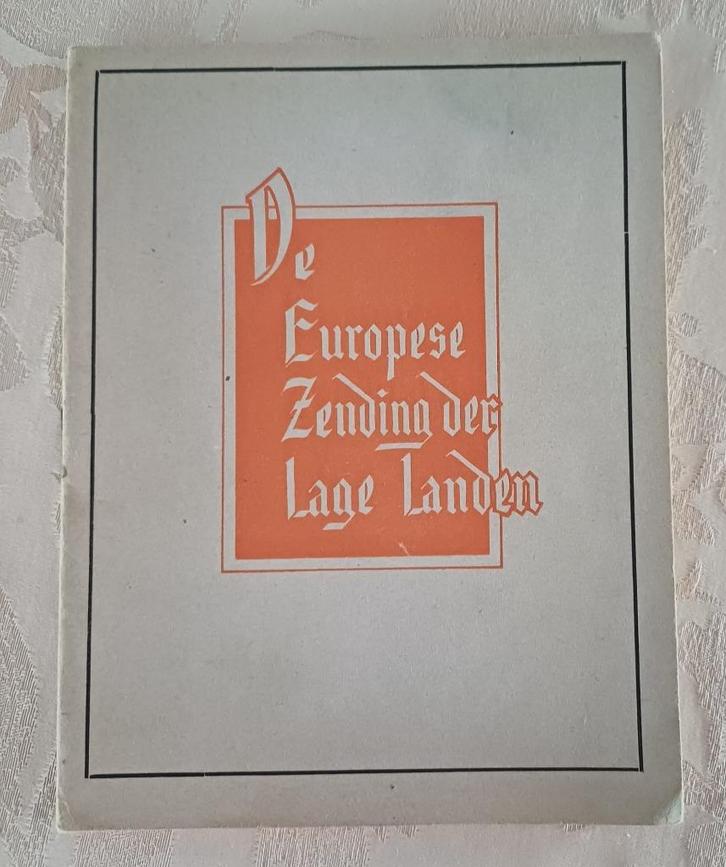 De
Europese
Zending der
Lage Landen